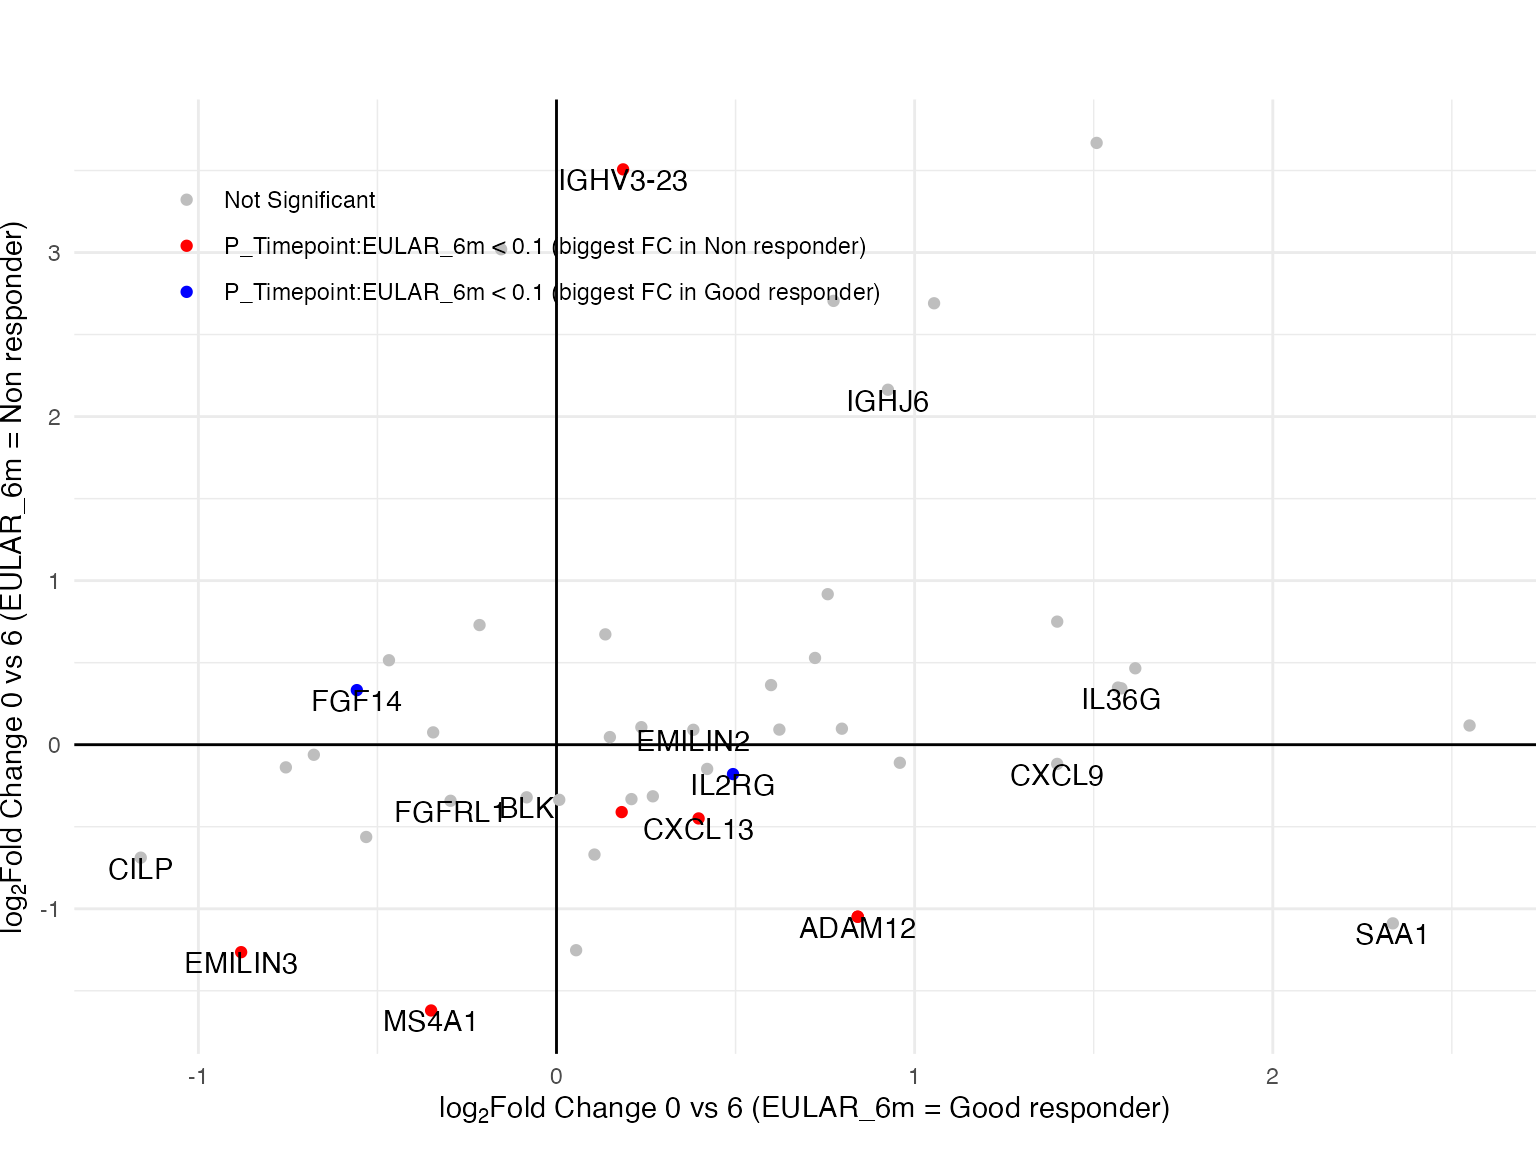 IGHV3-23
Not Significant
P_Timepoint:EULAR_6m < 0.1 (biggest FC in Non responder)
P_Timepoint:EULAR_6m < 0.1 (biggest FC in Good responder)
IGHJ6
FGF14
IL36G
EMILIN2
CXCL9
IL2RG
FGFRL1
BLK
CXCL13
CILP
ADAM12
SAA1
EMILIN3
MS4A1
3
2
1
0
-1
-1
0
1
2
log₂Fold Change 0 vs 6 (EULAR_6m = Good responder)
log₂Fold Change 0 vs 6 (EULAR_6m = Non responder)